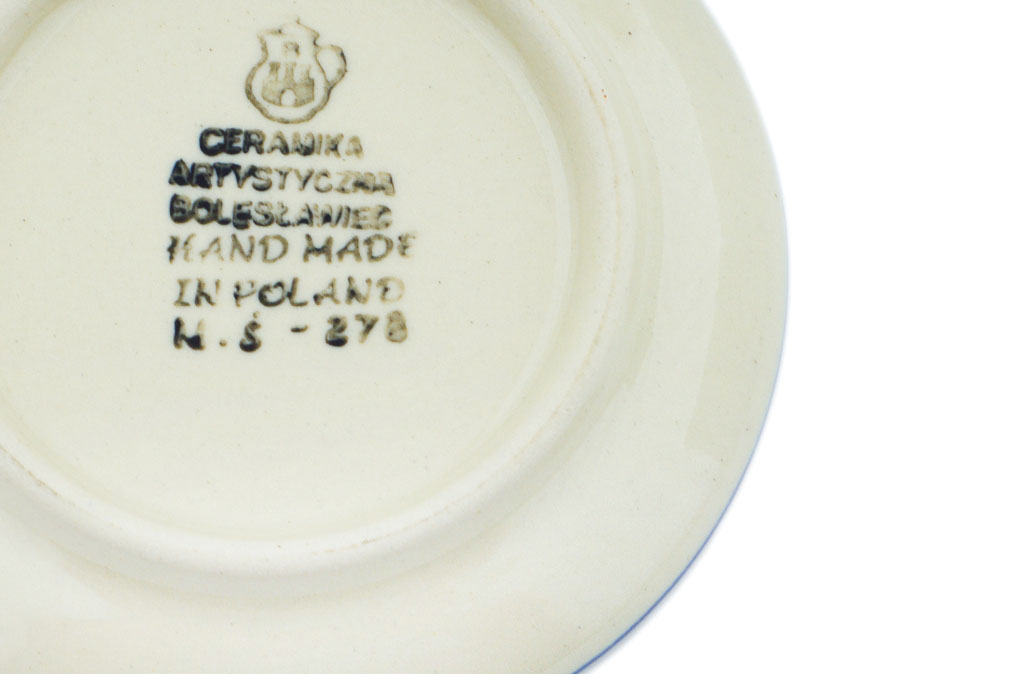 CERAMIKA
ARTYSTYCZNA
BOLESŁAWIEC
HAND MADE
IN POLAND
M.Ś - 278